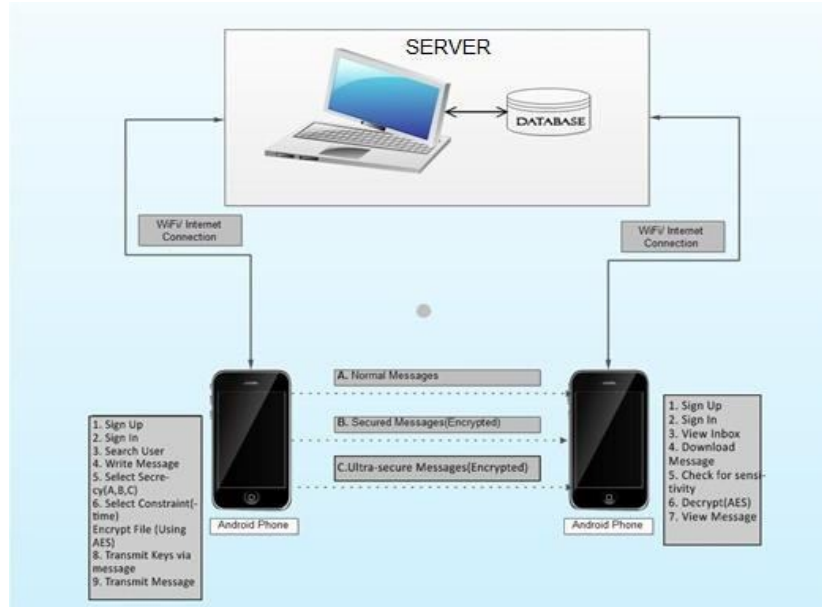 SERVER
DATABASE
WiFi/ Internet
Connection
WiFi/ Internet
Connection
A. Normal Messages
B. Secured Messages(Encrypted)
C.Ultra-secure Messages(Encrypted)
1. Sign Up
2. Sign In
3. Search User
4. Write Message
5. Select Secre-
cy(A,B,C)
6. Select Constraint(-
time)
Encrypt File (Using
AES)
8. Transmit Keys via
message
9. Transmit Message
Android Phone
Android Phone
1. Sign Up
2. Sign In
3. View Inbox
4. Download
Message
5. Check for sensi-
tivity
6. Decrypt(AES)
7. View Message